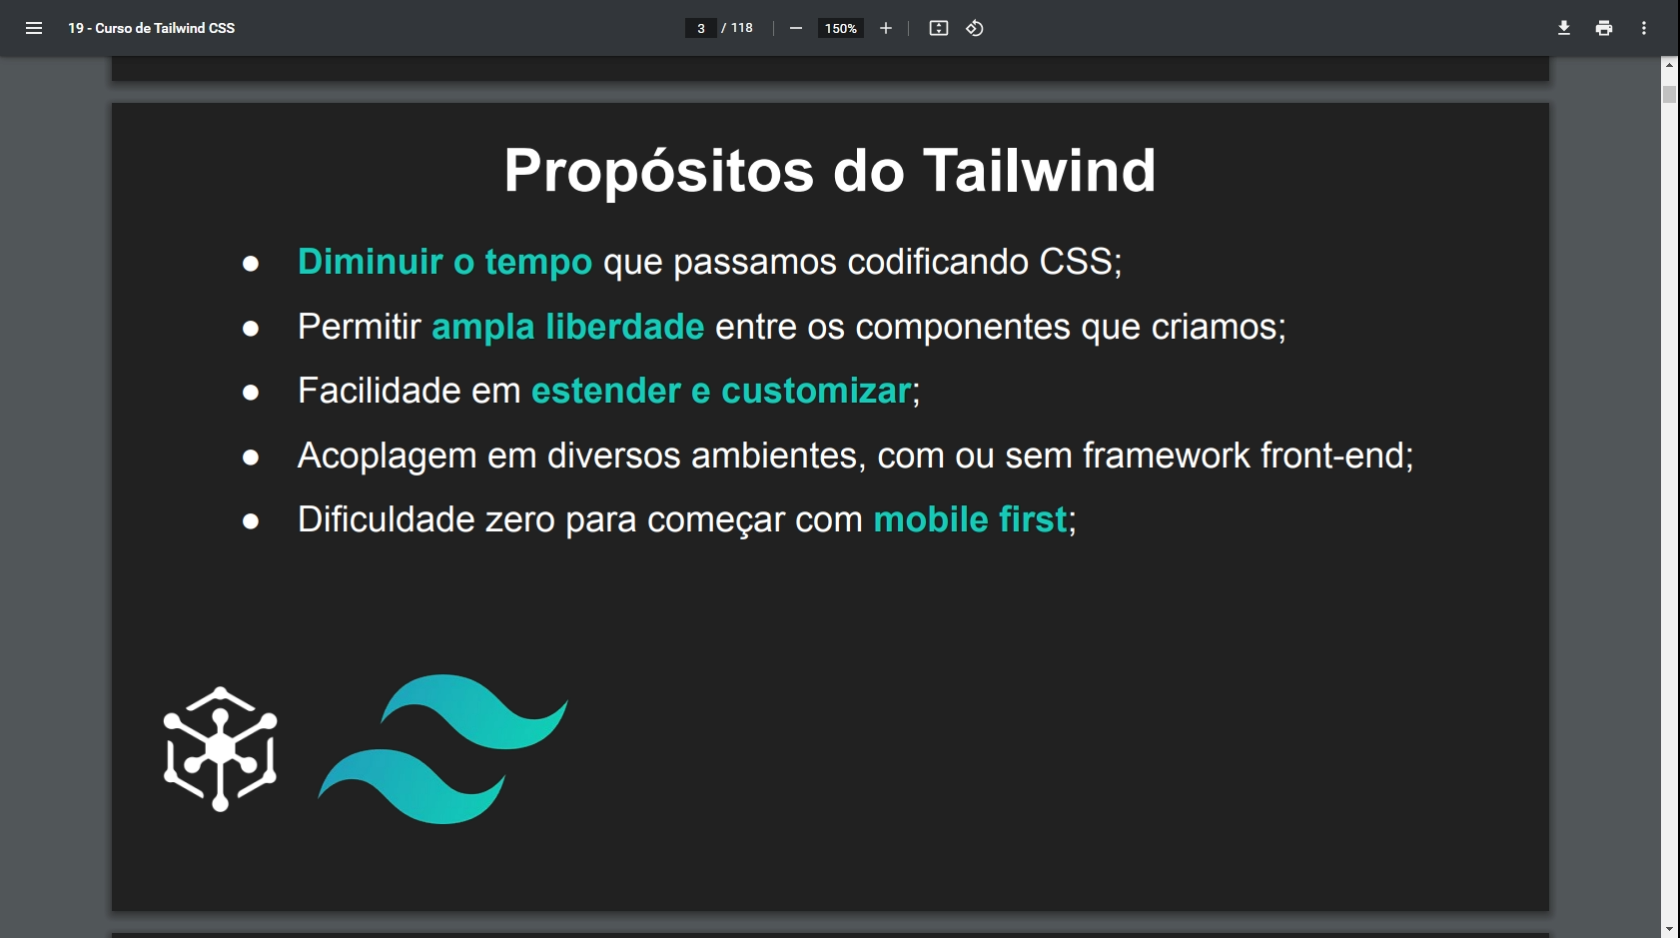 19 - Curso de Tailwind CSS
3 / 118
150%
Propósitos do Tailwind
● Diminuir o tempo que passamos codificando CSS;
● Permitir ampla liberdade entre os componentes que criamos;
● Facilidade em estender e customizar;
● Acoplagem em diversos ambientes, com ou sem framework front-end;
● Dificuldade zero para começar com mobile first;